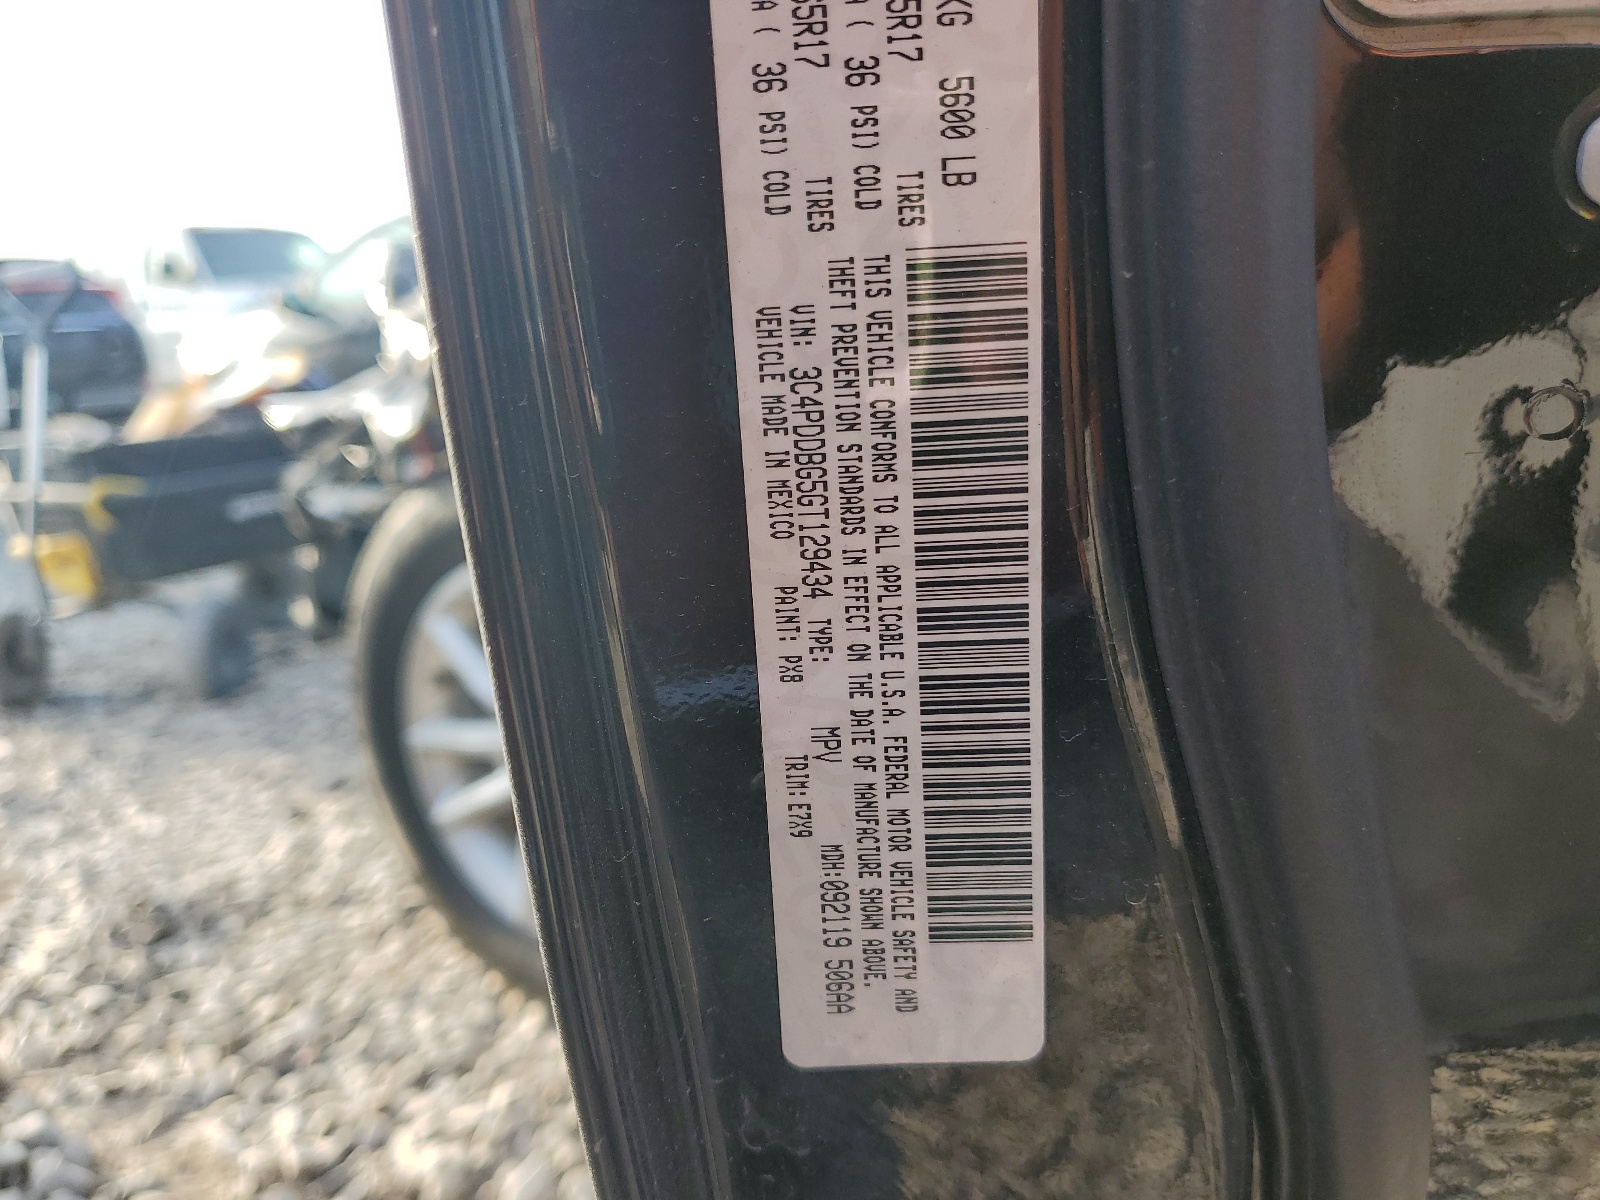 KG 5600 LB
5R17 TIRES
A ( 36 PSI) COLD
65R17 TIRES
A ( 36 PSI) COLD
THIS VEHICLE CONFORMS TO ALL APPLICABLE U.S.A. FEDERAL MOTOR VEHICLE SAFETY AND
THEFT PREVENTION STANDARDS IN EFFECT ON THE DATE OF MANUFACTURE SHOWN ABOVE.
VIN: 3C4PDDBG5GT129434 TYPE: MPV MDH:092119 506AA
VEHICLE MADE IN MEXICO PAINT: PX8 TRIM: E7X9